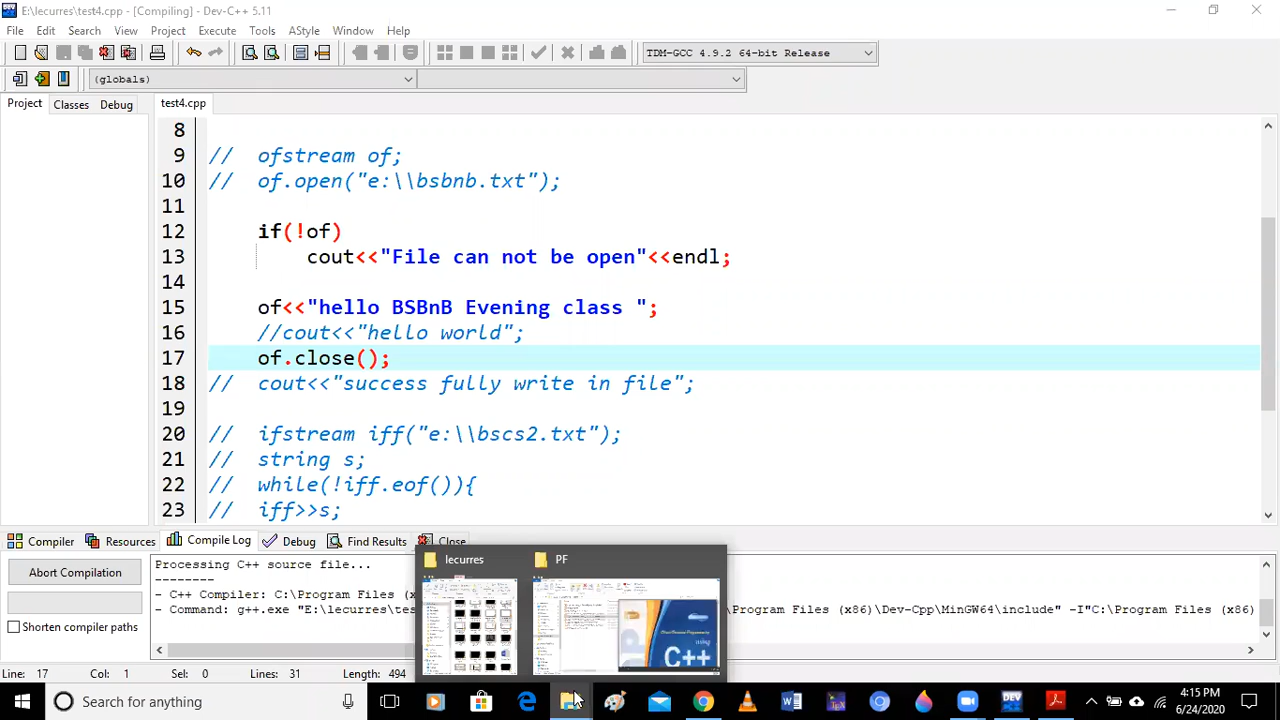 E:\lecurres\test4.cpp - [Compiling] - Dev-C++ 5.11
File Edit Search View Project Execute Tools AStyle Window Help
TDM-GCC 4.9.2 64-bit Release
(globals)
Project Classes Debug test4.cpp
8
9 // ofstream of;
10 // of.open("e:\\bsbnb.txt");
11
12 if(!of)
13 cout<<"File can not be open"<<endl;
14
15 of<<"hello BSBnB Evening class ";
16 //cout<<"hello world";
17 of.close();
18 // cout<<"success fully write in file";
19
20 // ifstream iff("e:\\bscs2.txt");
21 // string s;
22 // while(!iff.eof()){
23 // iff>>s;
Compiler Resources Compile Log Debug Find Results Close
lecurres PF
Abort Compilation
Shorten compiler paths
Processing C++ source file...
--------
- C++ Compiler: C:\Program Files (x
- Command: g++.exe "E:\lecurres\tes Program Files (x86)\Dev-Cpp\MinGW64\include" -I"C:\Program Files (x86)
using
C++
Line: 17 Col: 1 Sel: 0 Lines: 31 Length: 494
Search for anything
DEV
4:15 PM
6/24/2020